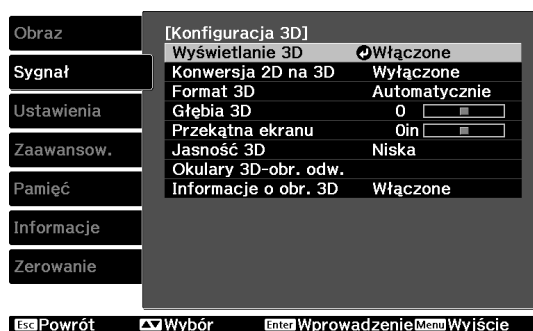 Obraz
Sygnał
Ustawienia
Zaawansow.
Pamięć
Informacje
Zerowanie
[Konfiguracja 3D]
Wyświetlanie 3D Włączone
Konwersja 2D na 3D Wyłączone
Format 3D Automatycznie
Głębia 3D 0
Przekątna ekranu 0in
Jasność 3D Niska
Okulary 3D-obr. odw.
Informacje o obr. 3D Włączone
Esc Powrót Wybór Enter Wprowadzenie Menu Wyjście